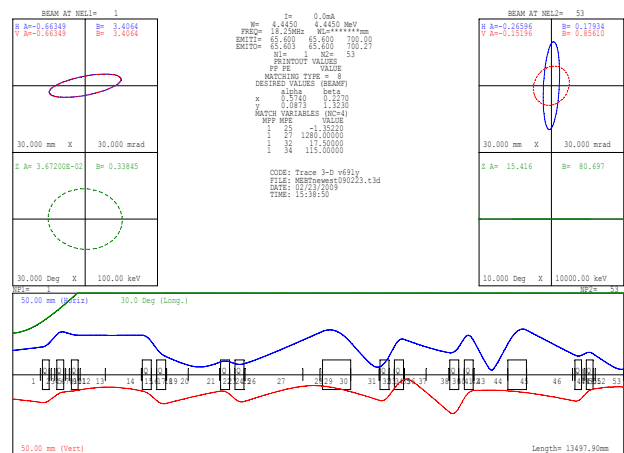 BEAM AT NEL1= 1
H A=-0.66349 B= 3.4064
V A=-0.66349 B= 3.4064
30.000 mm X 30.000 mrad
Z A= 3.67200E-02 B= 0.33845
30.000 Deg X 100.00 keV
NP1= 1
I= 0.0mA
W= 4.4450 4.4450 MeV
FREQ= 18.25MHz WL=*******mm
EMITI= 65.600 65.600 700.00
EMITO= 65.603 65.600 700.27
N1= 1 N2= 53
PRINTOUT VALUES
PP PE VALUE
MATCHING TYPE = 8
DESIRED VALUES (BEAMF)
alpha beta
x 0.5740 0.2270
y 0.0873 1.3230
MATCH VARIABLES (NC=4)
MPP MPE VALUE
1 25 -1.35220
1 27 1280.00000
1 32 17.50000
1 34 115.00000
CODE: Trace 3-D v69ly
FILE: MEBTnewest090223.t3d
DATE: 02/23/2009
TIME: 15:38:50
BEAM AT NEL2= 53
H A=-0.26596 B= 0.17934
V A=-0.15196 B= 0.85610
30.000 mm X 30.000 mrad
Z A= 15.416 B= 80.697
10.000 Deg X 10000.00 keV
NP2= 53
50.00 mm (Horiz) 30.0 Deg (Long.)
50.00 mm (Vert) Length= 13497.90mm